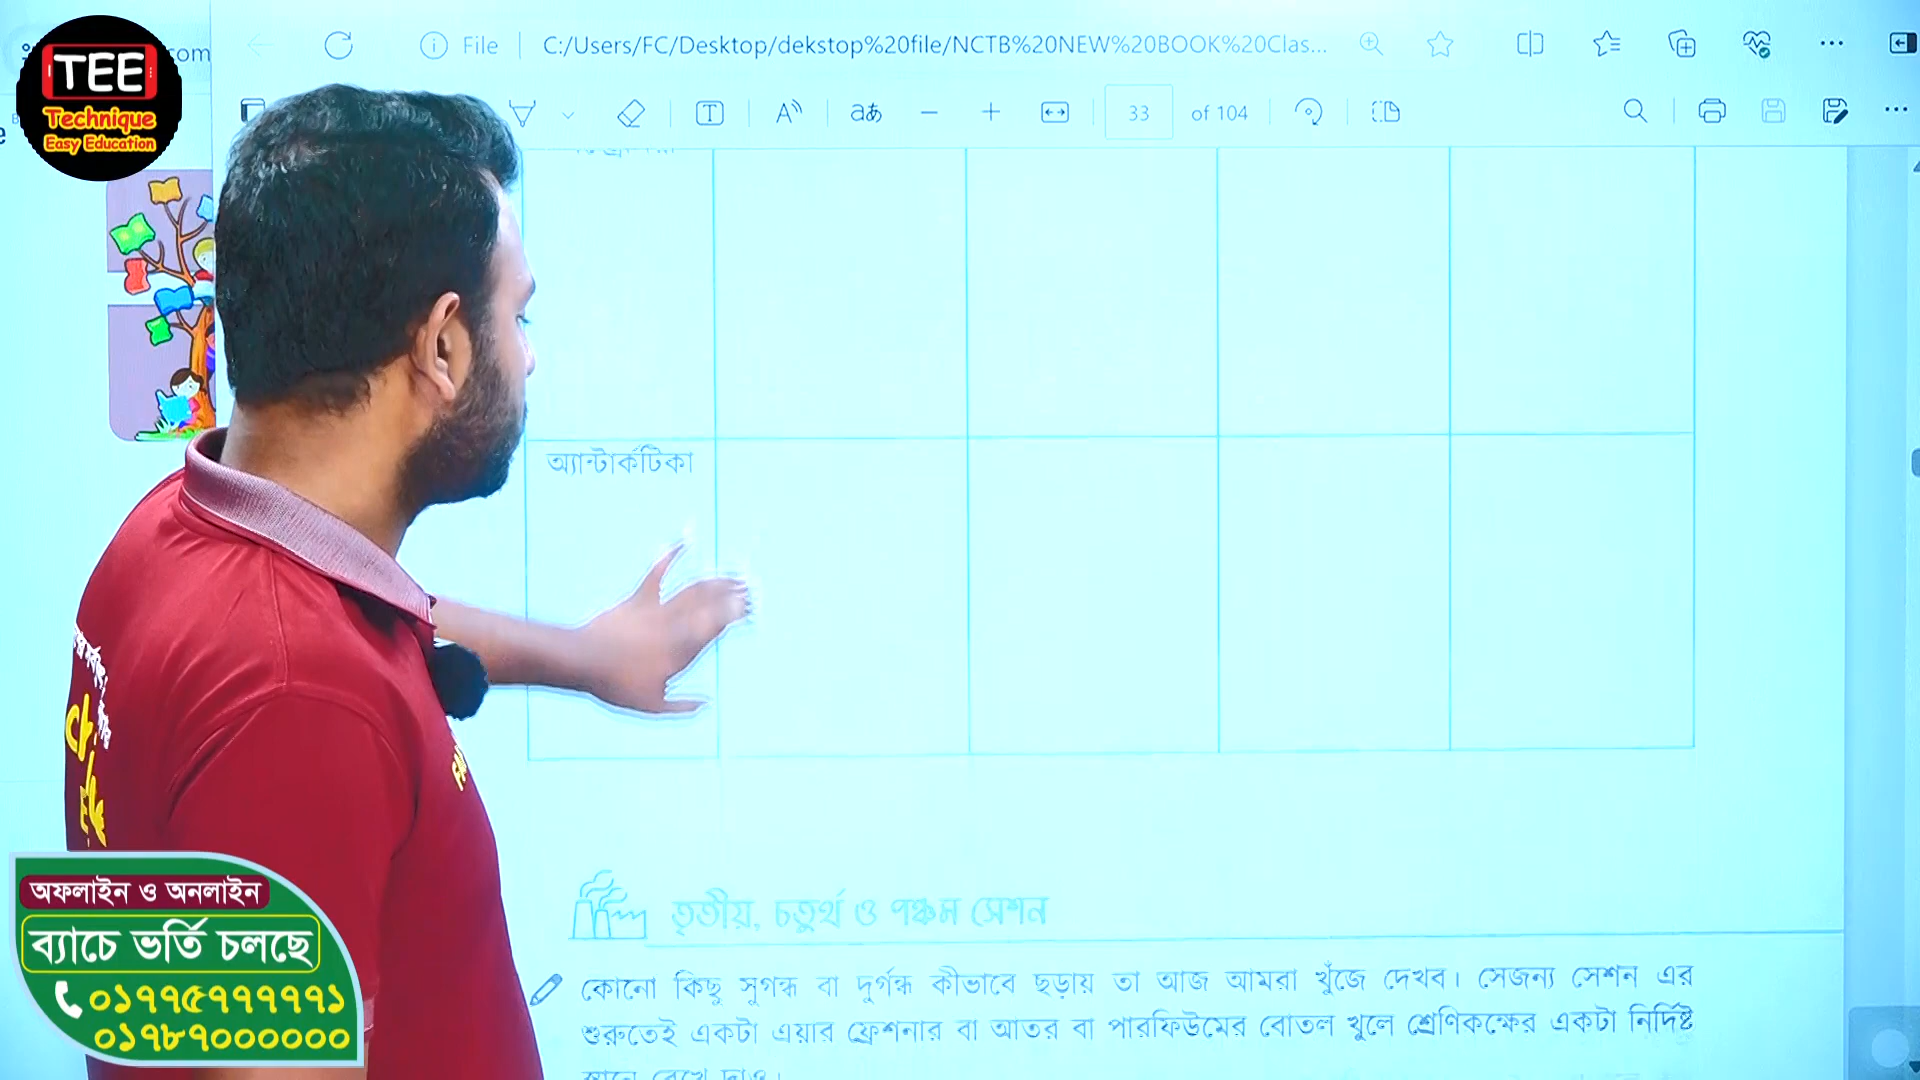 TEE
Technique
Easy Education
.com
File
C:/Users/FC/Desktop/dekstop%20file/NCTB%20NEW%20BOOK%20Clas...
33 of 104
অ্যান্টার্কটিকা
তৃতীয়, চতুর্থ ও পঞ্চম সেশন
কোনো কিছু সুগন্ধ বা দুর্গন্ধ কীভাবে ছড়ায় তা আজ আমরা খুঁজে দেখব। সেজন্য সেশন এর
শুরুতেই একটা এয়ার ফ্রেশনার বা আতর বা পারফিউমের বোতল খুলে শ্রেণিকক্ষের একটা নির্দিষ্ট
স্থানে রেখে দাও।
অফলাইন ও অনলাইন
ব্যাচে ভর্তি চলছে
০১৭৭৫৭৭৭৭৭১
০১৭৮৭০০০০০০